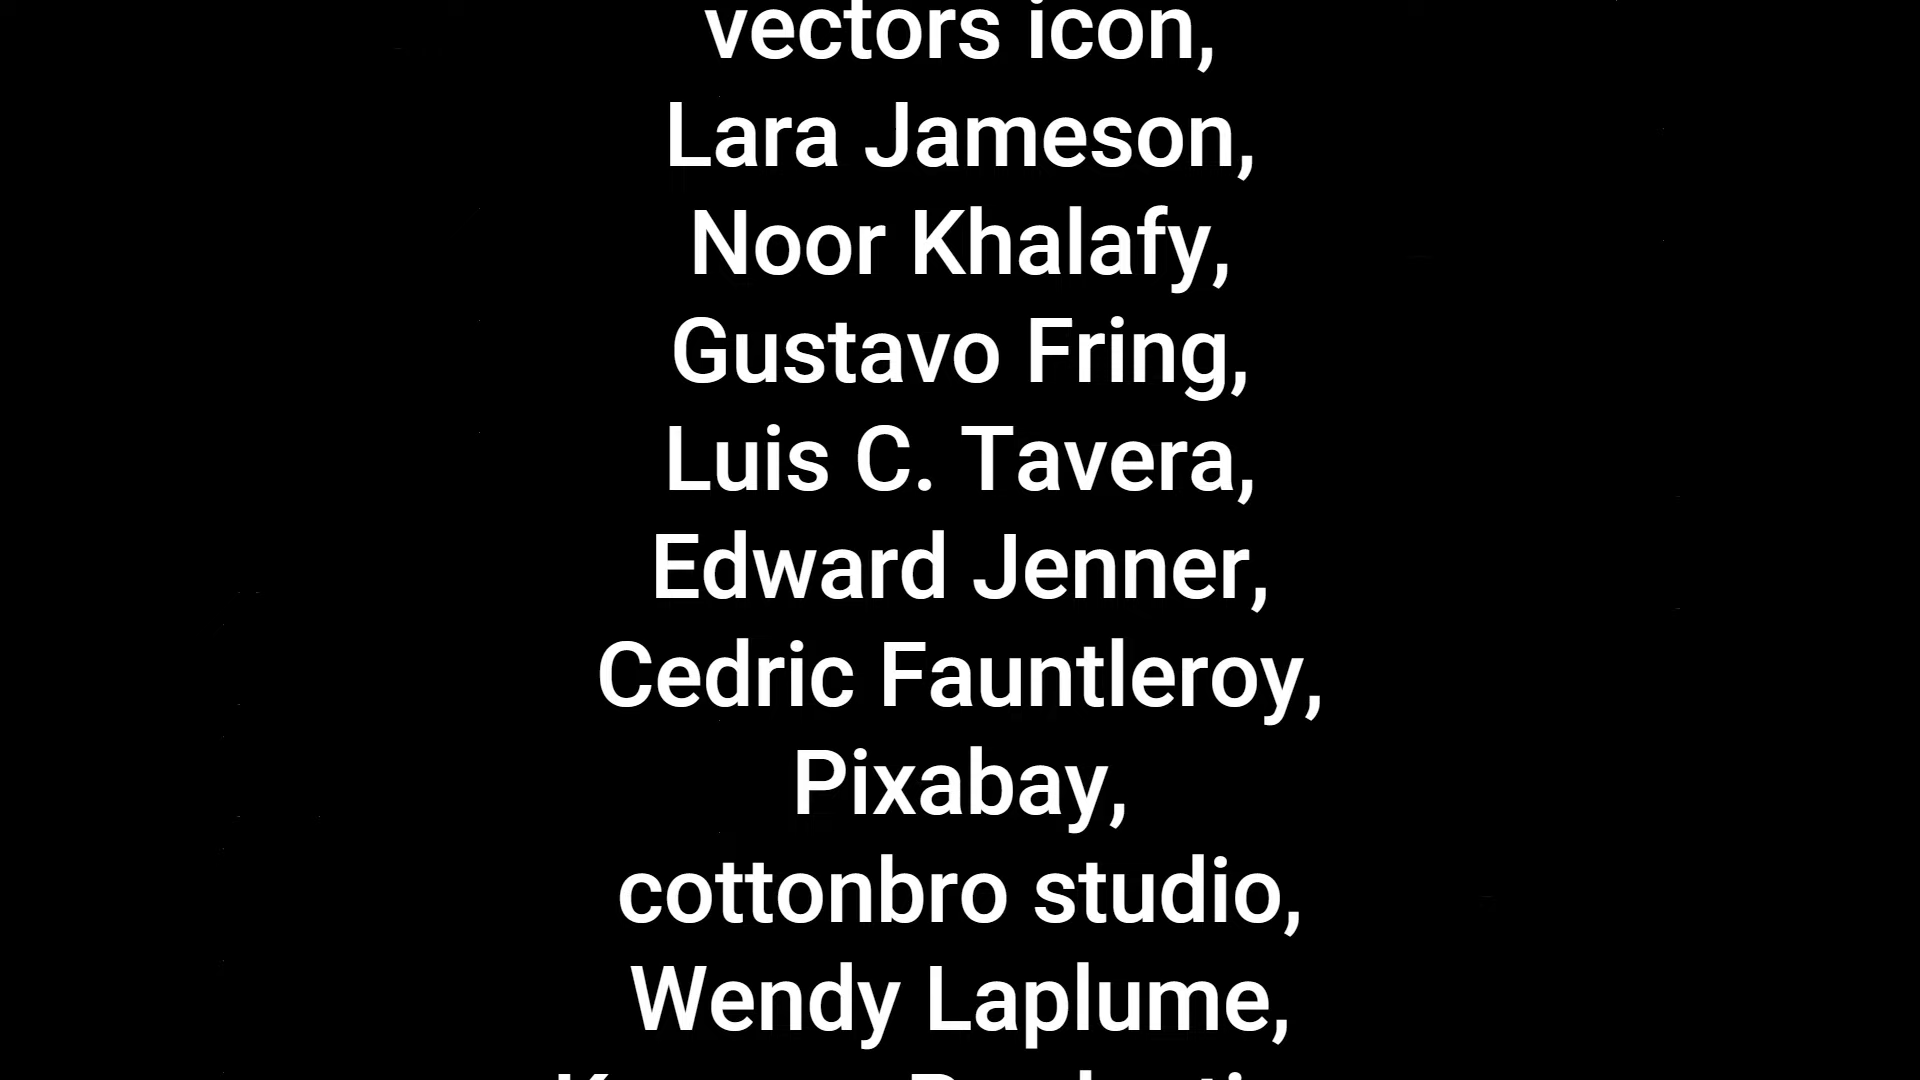 vectors icon,
Lara Jameson,
Noor Khalafy,
Gustavo Fring,
Luis C. Tavera,
Edward Jenner,
Cedric Fauntleroy,
Pixabay,
cottonbro studio,
Wendy Laplume,